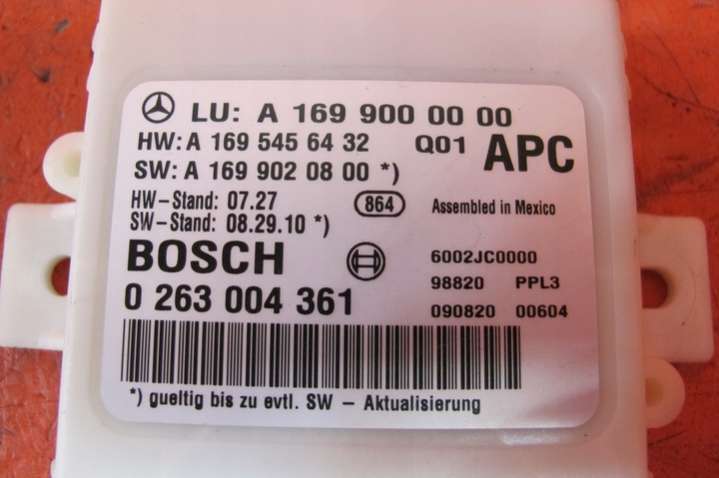 LU: A 169 900 00 00
HW: A 169 545 64 32 Q01 APC
SW: A 169 902 08 00 *)
HW-Stand: 07.27 864 Assembled in Mexico
SW-Stand: 08.29.10 *)
BOSCH 6002JC0000
0 263 004 361 98820 PPL3
090820 00604
*) gueltig bis zu evtl. SW - Aktualisierung